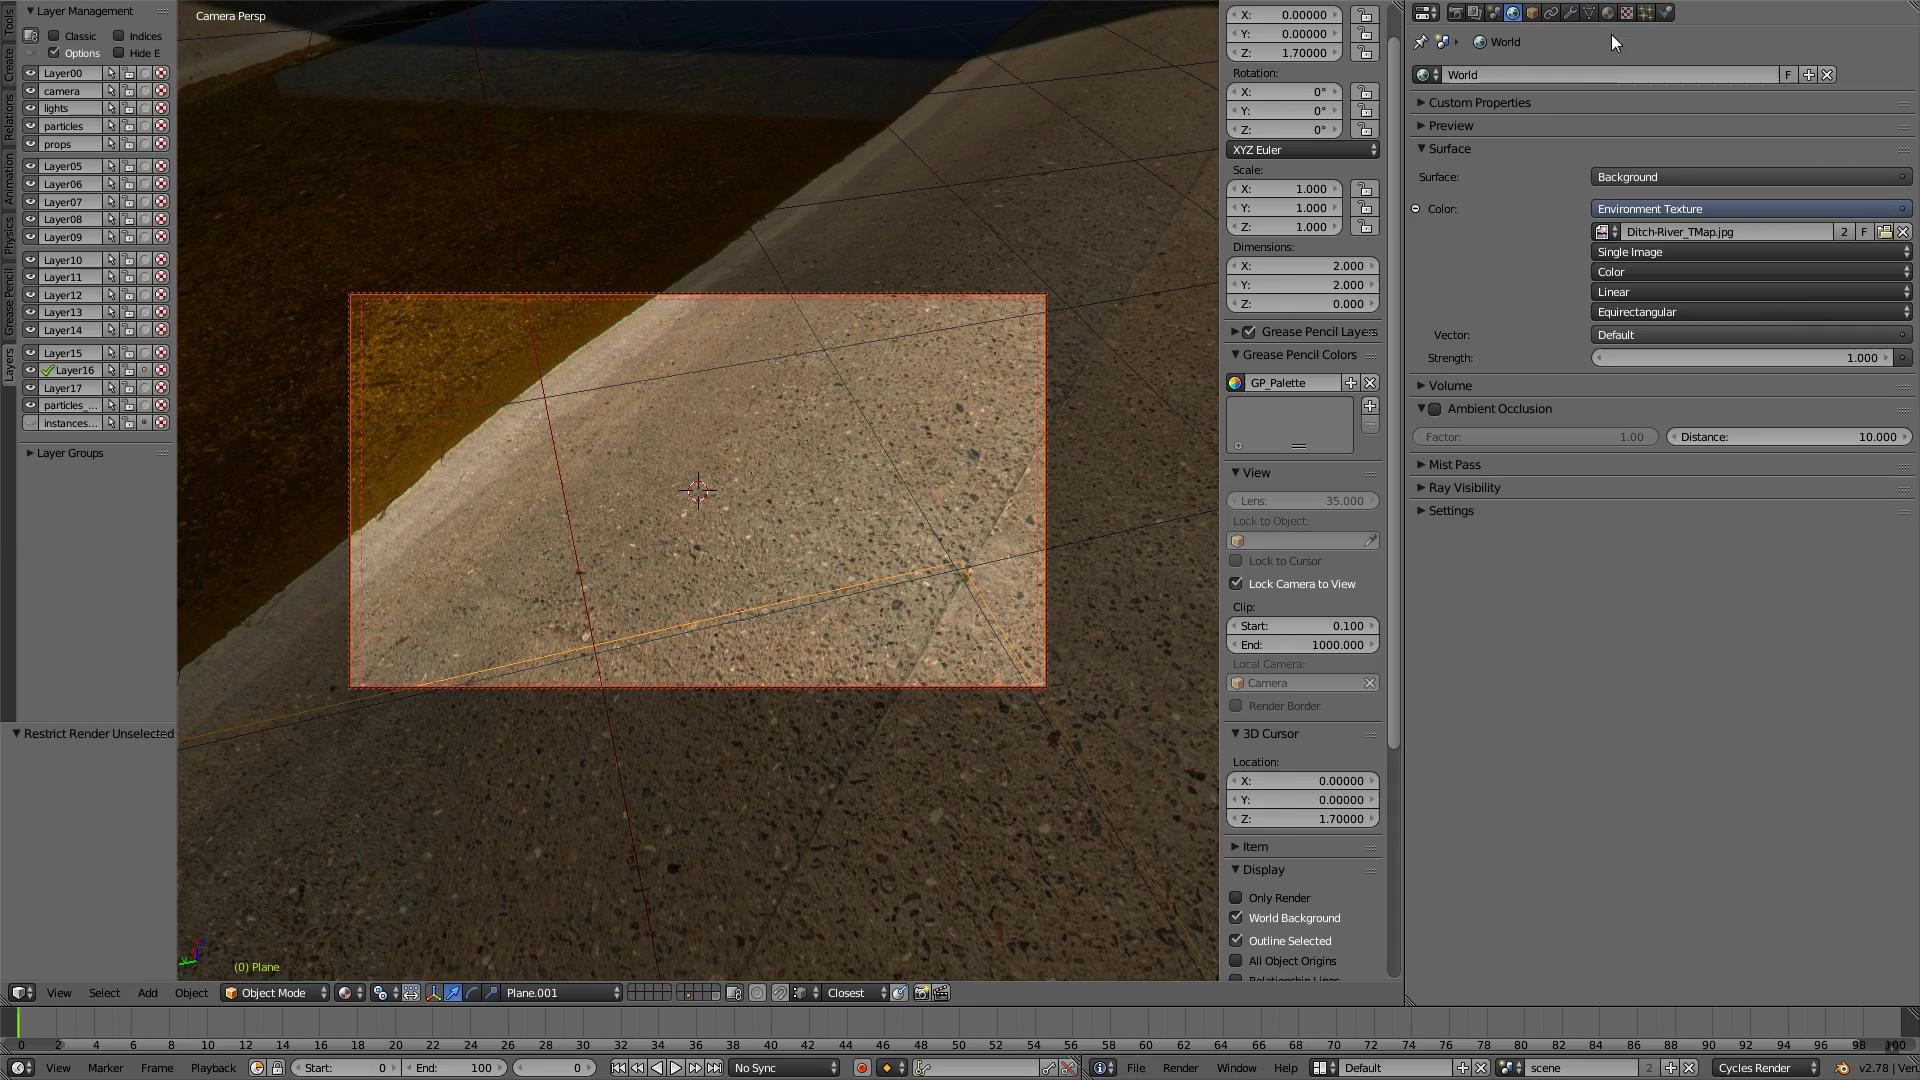 Tools
Create
Relations
Animation
Physics
Grease Pencil
Layers
Layer Management
Classic
Indices
Options
Hide E
Layer00
camera
lights
particles
props
Layer05
Layer06
Layer07
Layer08
Layer09
Layer10
Layer11
Layer12
Layer13
Layer14
Layer15
Layer16
Layer17
particles_...
instances...
Layer Groups
Restrict Render Unselected
Camera Persp
(0) Plane
X: 0.00000
Y: 0.00000
Z: 1.70000
Rotation:
X: 0°
Y: 0°
Z: 0°
XYZ Euler
Scale:
X: 1.000
Y: 1.000
Z: 1.000
Dimensions:
X: 2.000
Y: 2.000
Z: 0.000
Grease Pencil Layers
Grease Pencil Colors
GP_Palette
View
Lens: 35.000
Lock to Object:
Lock to Cursor
Lock Camera to View
Clip:
Start: 0.100
End: 1000.000
Local Camera:
Camera
Render Border
3D Cursor
Location:
X: 0.00000
Y: 0.00000
Z: 1.70000
Item
Display
Only Render
World Background
Outline Selected
All Object Origins
Relationship Lines
World
World F
Custom Properties
Preview
Surface
Surface: Background
Color: Environment Texture
Ditch-River_TMap.jpg 2 F
Single Image
Color
Linear
Equirectangular
Vector: Default
Strength: 1.000
Volume
Ambient Occlusion
Factor: 1.00 Distance: 10.000
Mist Pass
Ray Visibility
Settings
View Select Add Object Object Mode Plane.001 Closest
0 2 4 6 8 10 12 14 16 18 20 22 24 26 28 30 32 34 36 38 40 42 44 46 48 50 52 54 56 58 60 62 64 66 68 70 72 74 76 78 80 82 84 86 88 90 92 94 96 98 100
View Marker Frame Playback Start: 0 End: 100 0 No Sync File Render Window Help Default scene 2 Cycles Render v2.78 | Ver